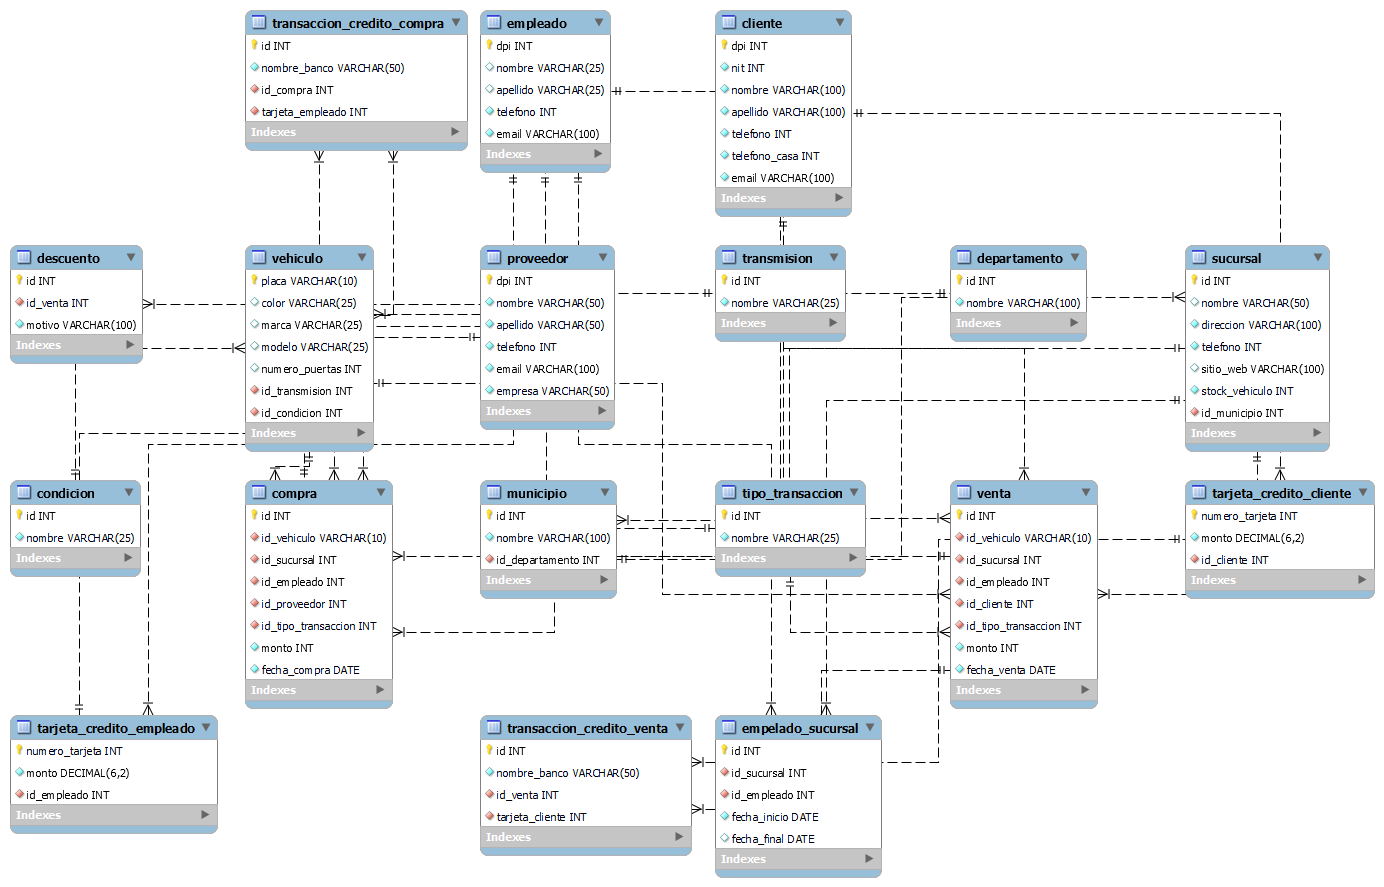 transaccion_credito_compra
id INT
nombre_banco VARCHAR(50)
id_compra INT
tarjeta_empleado INT
Indexes
empleado
dpi INT
nombre VARCHAR(25)
apellido VARCHAR(25)
telefono INT
email VARCHAR(100)
Indexes
cliente
dpi INT
nit INT
nombre VARCHAR(100)
apellido VARCHAR(100)
telefono INT
telefono_casa INT
email VARCHAR(100)
Indexes
descuento
id INT
id_venta INT
motivo VARCHAR(100)
Indexes
vehiculo
placa VARCHAR(10)
color VARCHAR(25)
marca VARCHAR(25)
modelo VARCHAR(25)
numero_puertas INT
id_transmision INT
id_condicion INT
Indexes
proveedor
dpi INT
nombre VARCHAR(50)
apellido VARCHAR(50)
telefono INT
email VARCHAR(100)
empresa VARCHAR(50)
Indexes
transmision
id INT
nombre VARCHAR(25)
Indexes
departamento
id INT
nombre VARCHAR(100)
Indexes
sucursal
id INT
nombre VARCHAR(50)
direccion VARCHAR(100)
telefono INT
sitio_web VARCHAR(100)
stock_vehiculo INT
id_municipio INT
Indexes
condicion
id INT
nombre VARCHAR(25)
Indexes
compra
id INT
id_vehiculo VARCHAR(10)
id_sucursal INT
id_empleado INT
id_proveedor INT
id_tipo_transaccion INT
monto INT
fecha_compra DATE
Indexes
municipio
id INT
nombre VARCHAR(100)
id_departamento INT
Indexes
tipo_transaccion
id INT
nombre VARCHAR(25)
Indexes
venta
id INT
id_vehiculo VARCHAR(10)
id_sucursal INT
id_empleado INT
id_cliente INT
id_tipo_transaccion INT
monto INT
fecha_venta DATE
Indexes
tarjeta_credito_cliente
numero_tarjeta INT
monto DECIMAL(6,2)
id_cliente INT
Indexes
tarjeta_credito_empleado
numero_tarjeta INT
monto DECIMAL(6,2)
id_empleado INT
Indexes
transaccion_credito_venta
id INT
nombre_banco VARCHAR(50)
id_venta INT
tarjeta_cliente INT
Indexes
empelado_sucursal
id INT
id_sucursal INT
id_empleado INT
fecha_inicio DATE
fecha_final DATE
Indexes